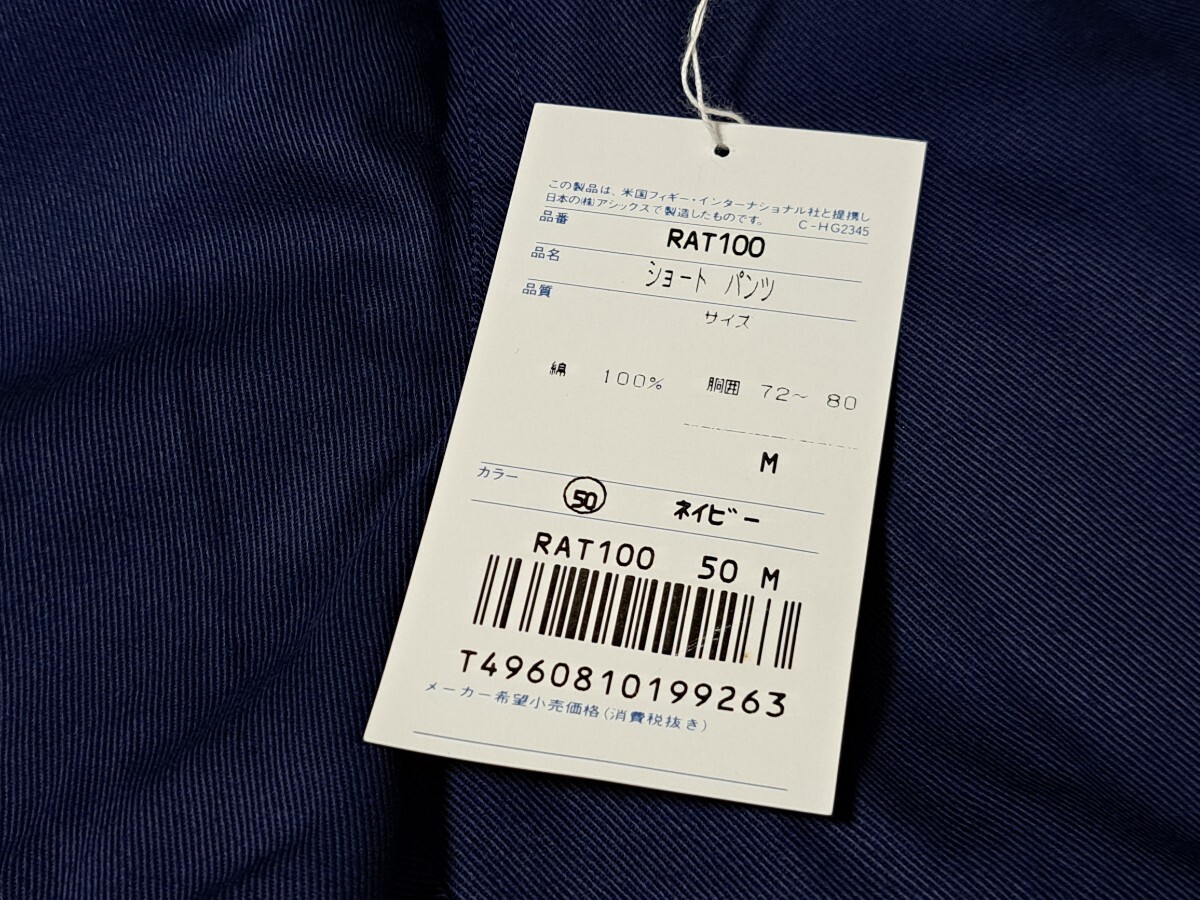 この製品は、米国フィギー・インターナショナル社と提携し
日本の㈱アシックスで製造したものです。 C-HG2345
品番 RAT100
品名 ショート パンツ
品質
サイズ
綿 100% 胴囲 72~ 80
M
カラー 50 ネイビー
RAT100 50 M
T4960810199263
メーカー希望小売価格(消費税抜き)